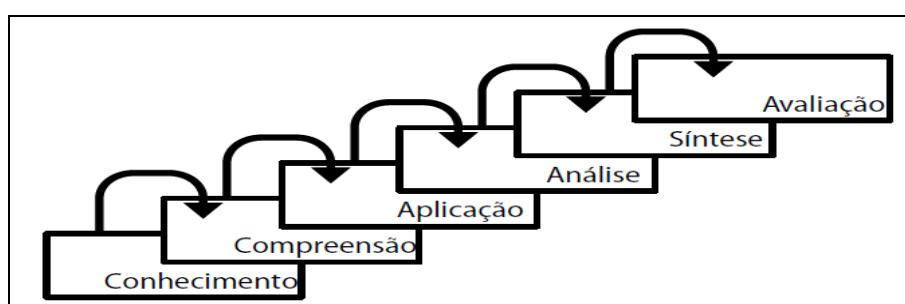 Avaliação
Síntese
Análise
Aplicação
Compreensão
Conhecimento